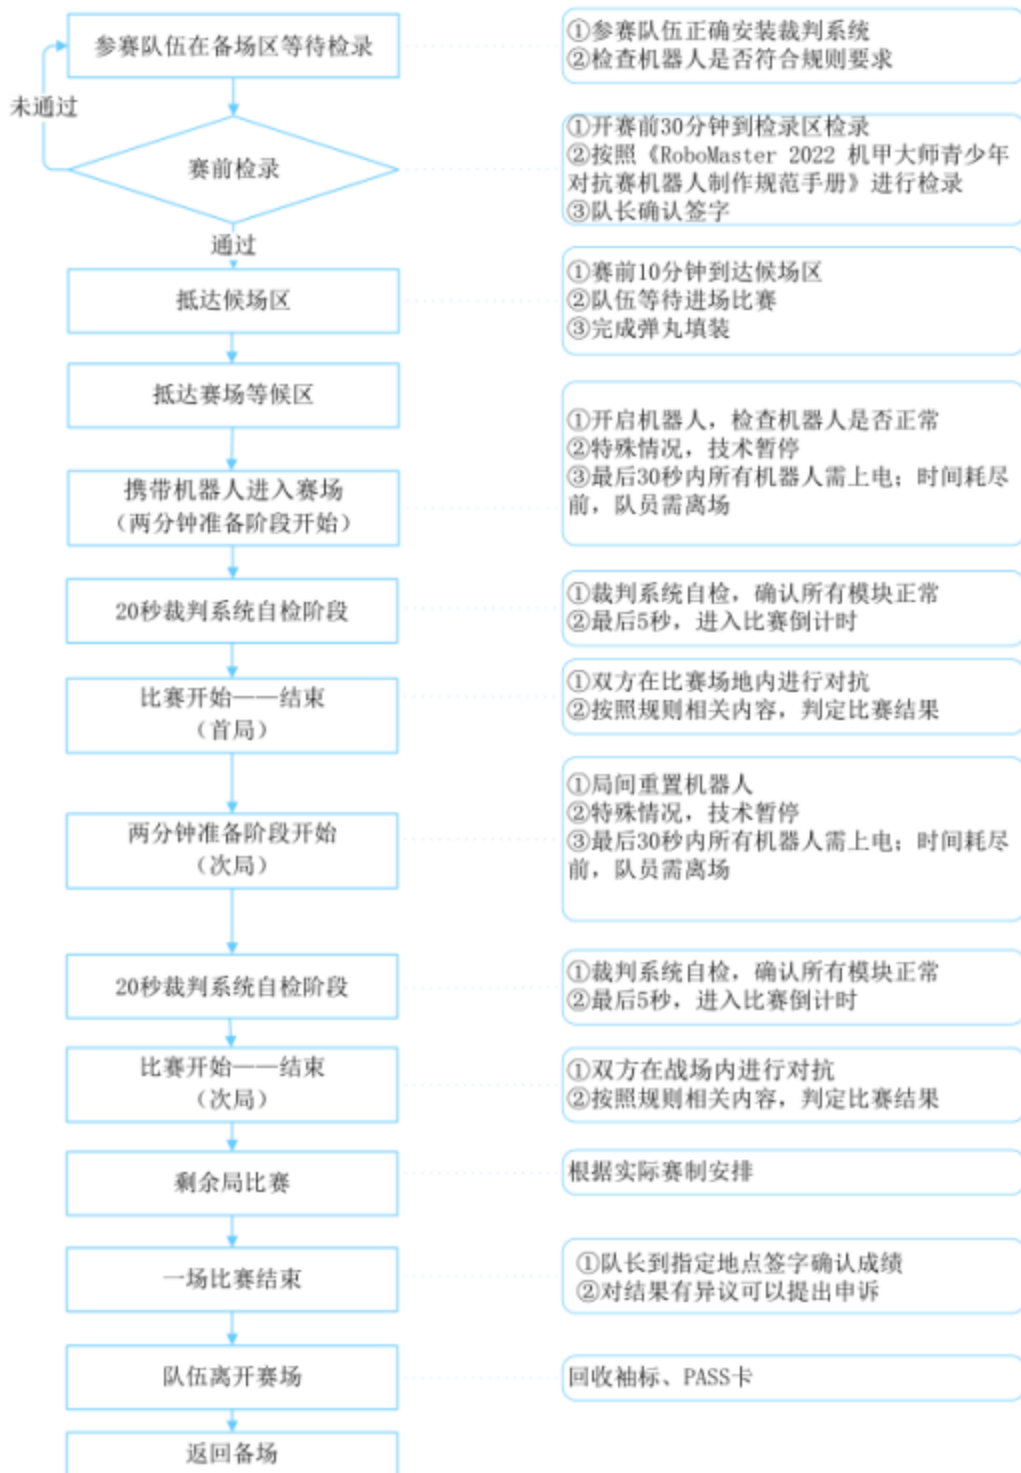 参赛队伍在备场区等待检录
①参赛队伍正确安装裁判系统
②检查机器人是否符合规则要求
未通过
赛前检录
①开赛前30分钟到检录区检录
②按照《RoboMaster 2022 机甲大师青少年
对抗赛机器人制作规范手册》进行检录
③队长确认签字
通过
抵达候场区
①赛前10分钟到达候场区
②队伍等待进场比赛
③完成弹丸填装
抵达赛场等候区
携带机器人进入赛场
（两分钟准备阶段开始）
①开启机器人，检查机器人是否正常
②特殊情况，技术暂停
③最后30秒内所有机器人需上电；时间耗尽
前，队员需离场
20秒裁判系统自检阶段
①裁判系统自检，确认所有模块正常
②最后5秒，进入比赛倒计时
比赛开始——结束
（首局）
①双方在比赛场地内进行对抗
②按照规则相关内容，判定比赛结果
两分钟准备阶段开始
（次局）
①局间重置机器人
②特殊情况，技术暂停
③最后30秒内所有机器人需上电；时间耗尽
前，队员需离场
20秒裁判系统自检阶段
①裁判系统自检，确认所有模块正常
②最后5秒，进入比赛倒计时
比赛开始——结束
（次局）
①双方在战场内进行对抗
②按照规则相关内容，判定比赛结果
剩余局比赛
根据实际赛制安排
一场比赛结束
①队长到指定地点签字确认成绩
②对结果有异议可以提出申诉
队伍离开赛场
回收袖标、PASS卡
返回备场